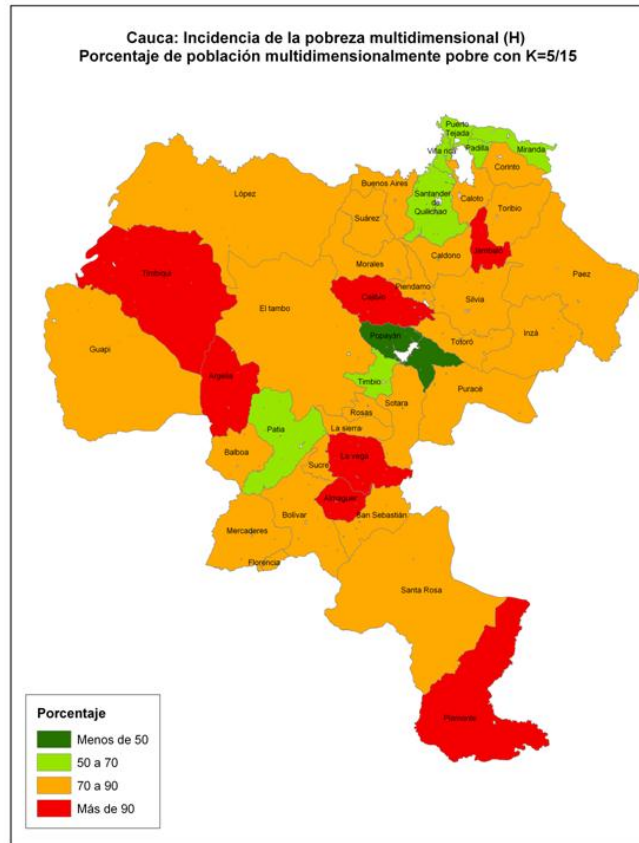 Cauca: Incidencia de la pobreza multidimensional (H)
Porcentaje de población multidimensionalmente pobre con K=5/15
Puerto
Tejada
Villa rica
Padilla
Miranda
Corinto
López
Buenos Aires
Santander
de
Quilichao
Caloto
Toribio
Suárez
Jambaló
Timbiquí
Morales
Caldono
Paez
Cajibio
Piendamo
Silvia
El tambo
Inzá
Popayán
Totoró
Guapi
Argelia
Timbio
Puracé
Sotara
Rosas
Patia
La sierra
Balboa
Sucre
La vega
Almaguer
Bolivar
San Sebastián
Mercaderes
Florencia
Santa Rosa
Piamonte
Porcentaje
Menos de 50
50 a 70
70 a 90
Más de 90